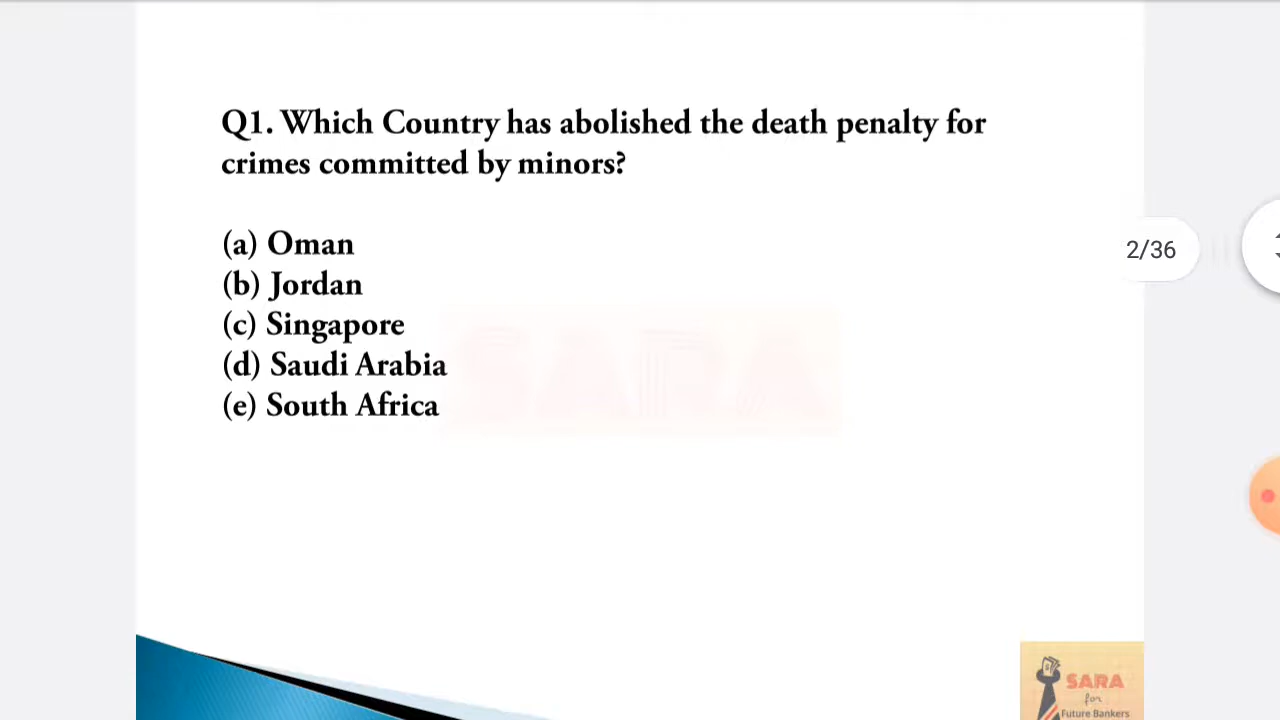 Q1. Which Country has abolished the death penalty for
crimes committed by minors?
(a) Oman
(b) Jordan
(c) Singapore
(d) Saudi Arabia
(e) South Africa
2/36
SARA
SARA
for
Future Bankers